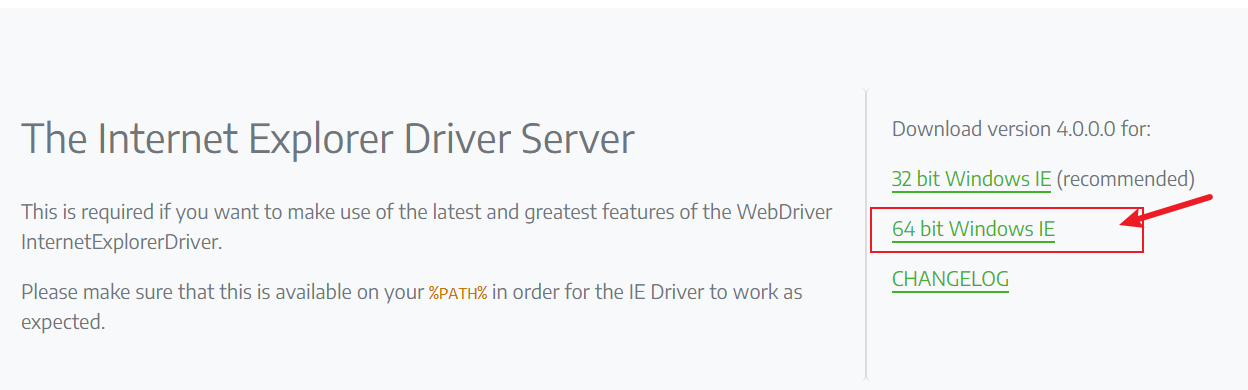 The Internet Explorer Driver Server
This is required if you want to make use of the latest and greatest features of the WebDriver
InternetExplorerDriver.
Please make sure that this is available on your %PATH% in order for the IE Driver to work as
expected.
Download version 4.0.0.0 for:
32 bit Windows IE (recommended)
64 bit Windows IE
CHANGELOG